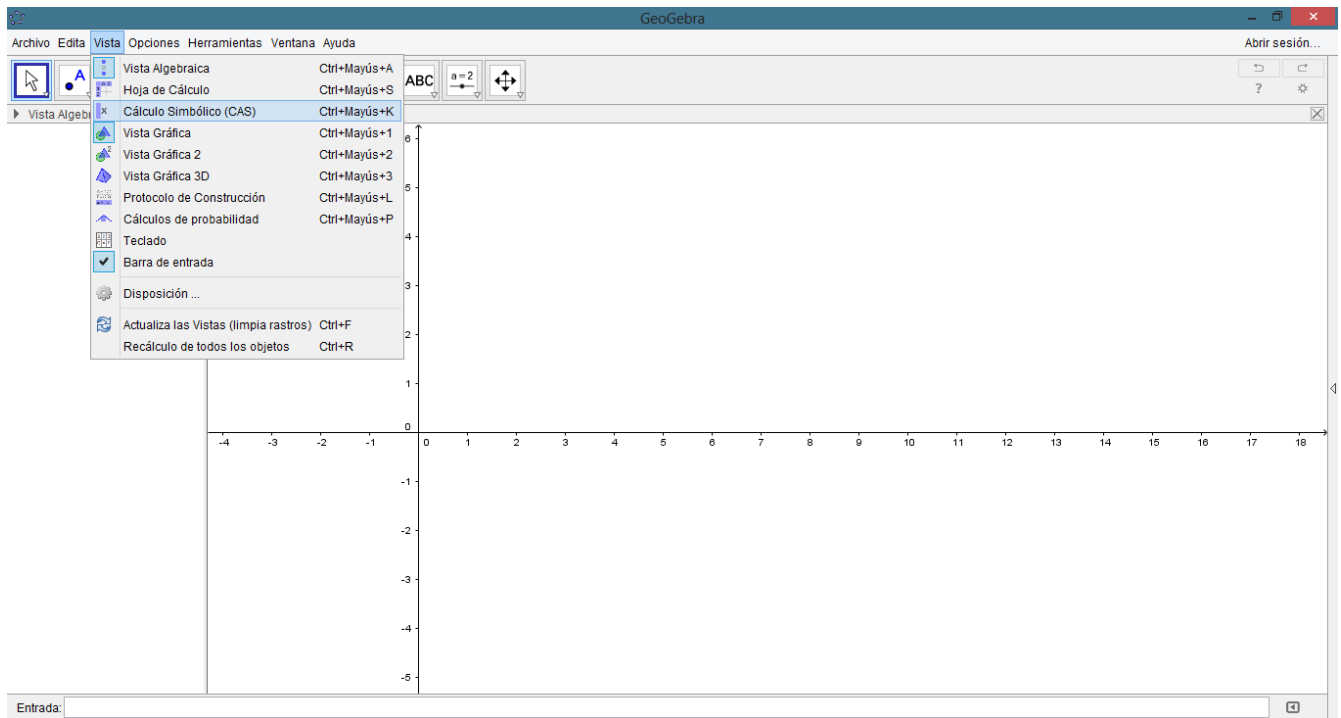 GeoGebra
Archivo Edita Vista Opciones Herramientas Ventana Ayuda
Abrir sesión...
A
ABC
a=2
?
Vista Algebraica Ctrl+Mayús+A
Hoja de Cálculo Ctrl+Mayús+S
Cálculo Simbólico (CAS) Ctrl+Mayús+K
Vista Gráfica Ctrl+Mayús+1
Vista Gráfica 2 Ctrl+Mayús+2
Vista Gráfica 3D Ctrl+Mayús+3
Protocolo de Construcción Ctrl+Mayús+L
Cálculos de probabilidad Ctrl+Mayús+P
Teclado
Barra de entrada
Disposición ...
Actualiza las Vistas (limpia rastros) Ctrl+F
Recálculo de todos los objetos Ctrl+R
Vista Algebr
6
5
4
3
2
1
0
-4 -3 -2 -1 0 1 2 3 4 5 6 7 8 9 10 11 12 13 14 15 16 17 18
-1
-2
-3
-4
-5
Entrada: